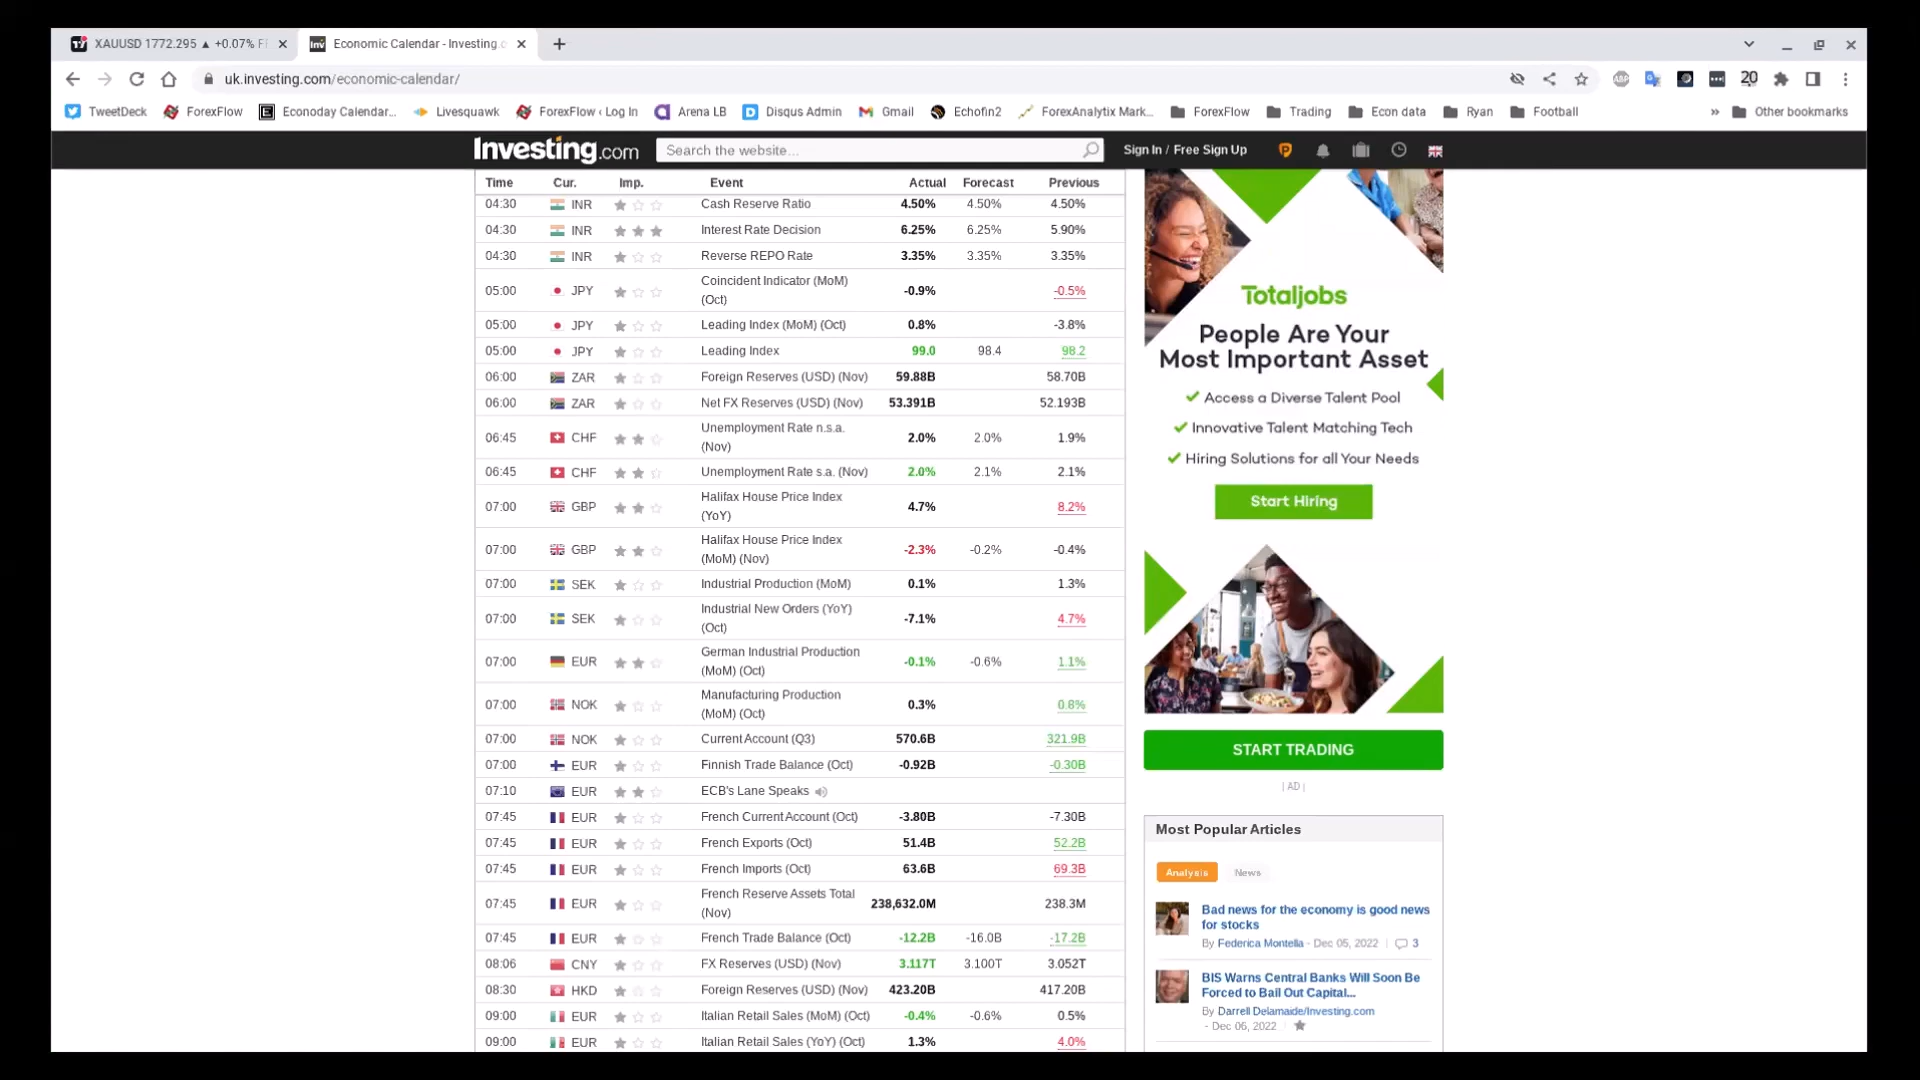 XAUUSD 1772.295 ▲ +0.07%
Economic Calendar - Investing.c
uk.investing.com/economic-calendar/
ABP
20
TweetDeck ForexFlow Econoday Calendar... Livesquawk ForexFlow ‹ Log In Arena LB Disqus Admin Gmail Echofin2 ForexAnalytix Mark... ForexFlow Trading Econ data Ryan Football » Other bookmarks
Investing.com Search the website... Sign In / Free Sign Up
Time Cur. Imp. Event Actual Forecast Previous
04:30 INR Cash Reserve Ratio 4.50% 4.50% 4.50%
04:30 INR Interest Rate Decision 6.25% 6.25% 5.90%
04:30 INR Reverse REPO Rate 3.35% 3.35% 3.35%
05:00 JPY Coincident Indicator (MoM)
(Oct) -0.9% -0.5%
05:00 JPY Leading Index (MoM) (Oct) 0.8% -3.8%
05:00 JPY Leading Index 99.0 98.4 98.2
06:00 ZAR Foreign Reserves (USD) (Nov) 59.88B 58.70B
06:00 ZAR Net FX Reserves (USD) (Nov) 53.391B 52.193B
06:45 CHF Unemployment Rate n.s.a.
(Nov) 2.0% 2.0% 1.9%
06:45 CHF Unemployment Rate s.a. (Nov) 2.0% 2.1% 2.1%
07:00 GBP Halifax House Price Index
(YoY) 4.7% 8.2%
07:00 GBP Halifax House Price Index
(MoM) (Nov) -2.3% -0.2% -0.4%
07:00 SEK Industrial Production (MoM) 0.1% 1.3%
07:00 SEK Industrial New Orders (YoY)
(Oct) -7.1% 4.7%
07:00 EUR German Industrial Production
(MoM) (Oct) -0.1% -0.6% 1.1%
07:00 NOK Manufacturing Production
(MoM) (Oct) 0.3% 0.8%
07:00 NOK Current Account (Q3) 570.6B 321.9B
07:00 EUR Finnish Trade Balance (Oct) -0.92B -0.30B
07:10 EUR ECB's Lane Speaks
07:45 EUR French Current Account (Oct) -3.80B -7.30B
07:45 EUR French Exports (Oct) 51.4B 52.2B
07:45 EUR French Imports (Oct) 63.6B 69.3B
07:45 EUR French Reserve Assets Total
(Nov) 238,632.0M 238.3M
07:45 EUR French Trade Balance (Oct) -12.2B -16.0B -17.2B
08:06 CNY FX Reserves (USD) (Nov) 3.117T 3.100T 3.052T
08:30 HKD Foreign Reserves (USD) (Nov) 423.20B 417.20B
09:00 EUR Italian Retail Sales (MoM) (Oct) -0.4% -0.6% 0.5%
09:00 EUR Italian Retail Sales (YoY) (Oct) 1.3% 4.0%
Totaljobs
People Are Your
Most Important Asset
Access a Diverse Talent Pool
Innovative Talent Matching Tech
Hiring Solutions for all Your Needs
Start Hiring
START TRADING
| AD |
Most Popular Articles
Analysis News
Bad news for the economy is good news
for stocks
By Federica Montella - Dec 05, 2022 | 3
BIS Warns Central Banks Will Soon Be
Forced to Bail Out Capital...
By Darrell Delamaide/Investing.com
- Dec 06, 2022